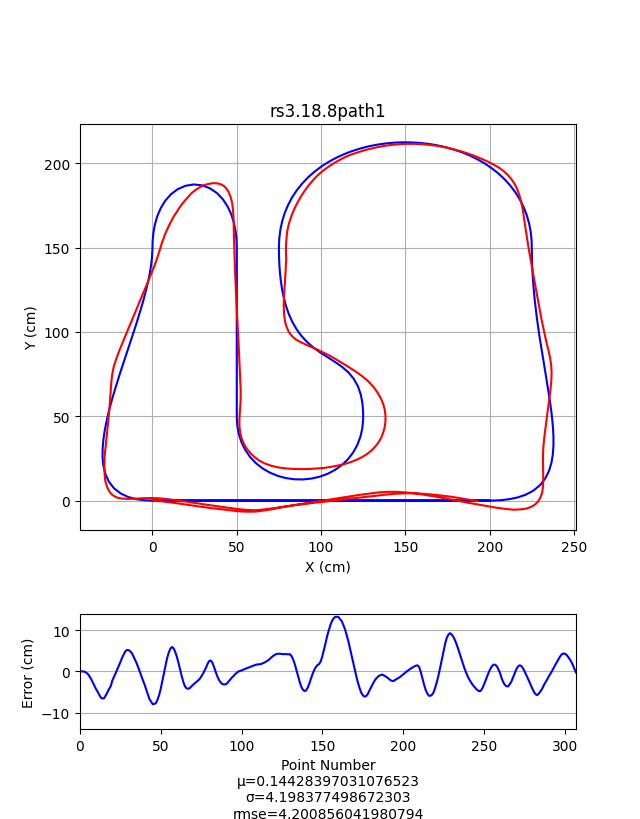 rs3.18.8path1
200
150
100
50
0
Y (cm)
0 50 100 150 200 250
X (cm)
10
0
−10
Error (cm)
0 50 100 150 200 250 300
Point Number
μ=0.14428397031076523
σ=4.198377498672303
rmse=4.200856041980794